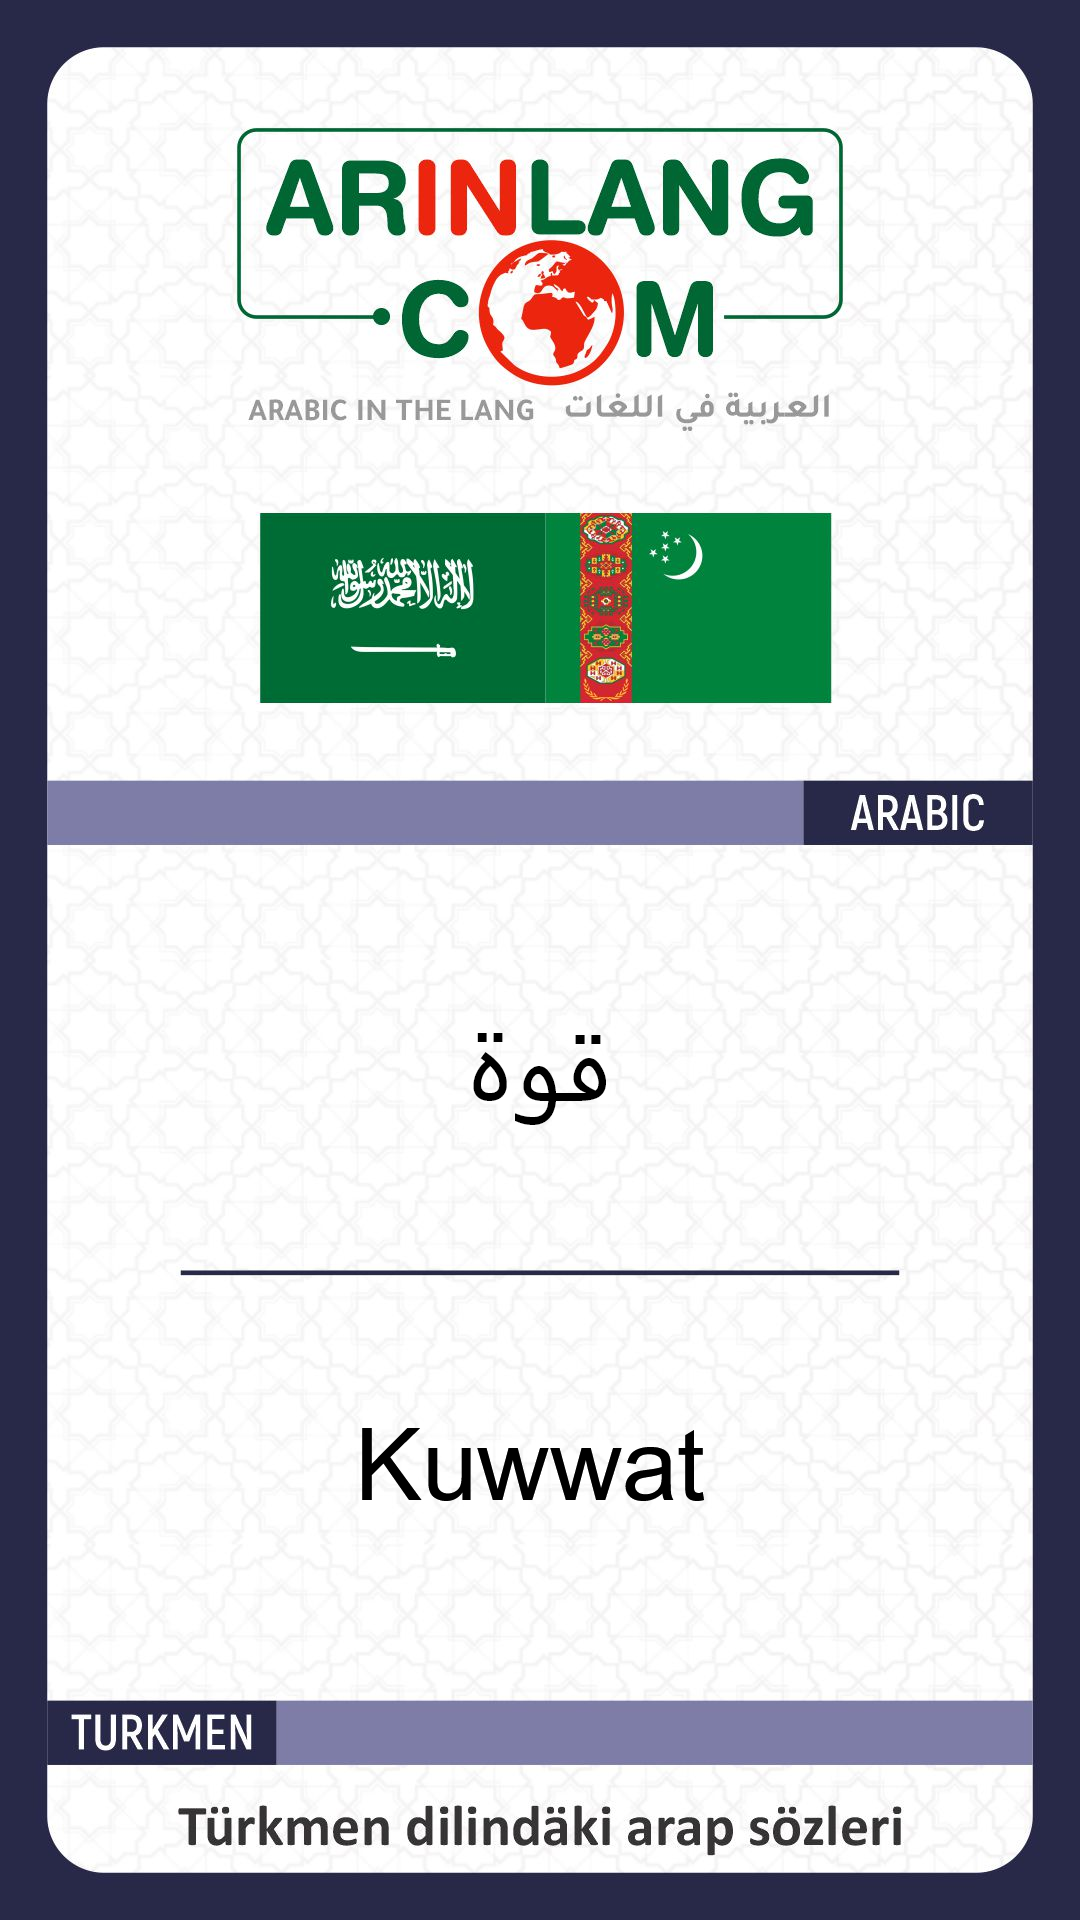 ARINLANG
.COM
ARABIC IN THE LANG العربية في اللغات
لا إله إلا الله محمد رسول الله
ARABIC
قوة
Kuwwat
TURKMEN
Türkmen dilindäki arap sözleri